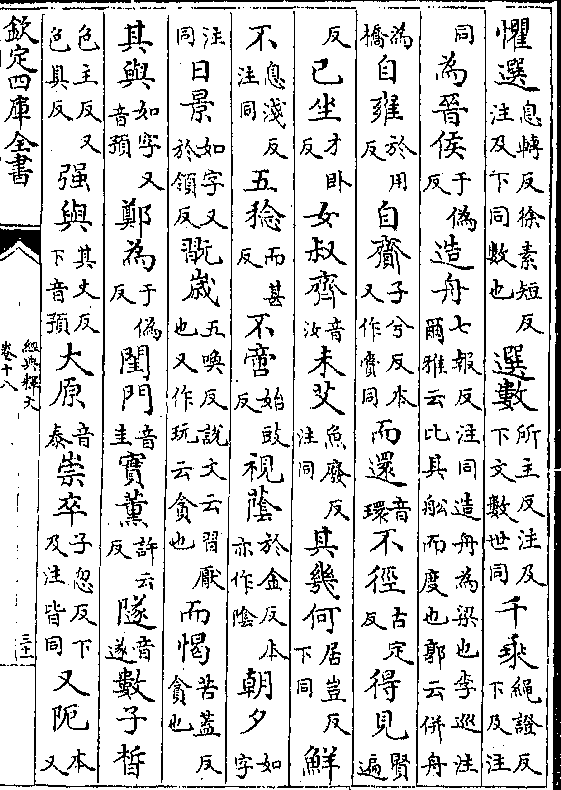 懼選息轉反徐素短反注及下同數也選數所主反注及下文數世同千乘繩證反下及注
同為晉侯于偽反造舟七報反注同造舟為梁也李巡注爾雅云比其舩而度也郭云併舟
為橋自雍於用反自齎子兮反本又作賫同而還音環不徑古定反得見賢遍
反已坐才卧反女叔齊音汝未艾魚廢反注同其幾何居豈反下同鮮
不息淺反注同五稔而甚反不啻始豉反視蔭於金反本亦作陰朝夕如字
注同日景如字又於領反翫歲五喚反說文云習厭也又作玩云貪也而愒苦蓋反貪也
其與如字又音預鄭為于偽反閨門音圭實薰許云反隧音遂數子晳
色主反又色具反强與其丈反下音預大原音泰崇卒子忽反下及注皆同又阨本又
欽定四庫全書
經典釋文
卷十八
三十一